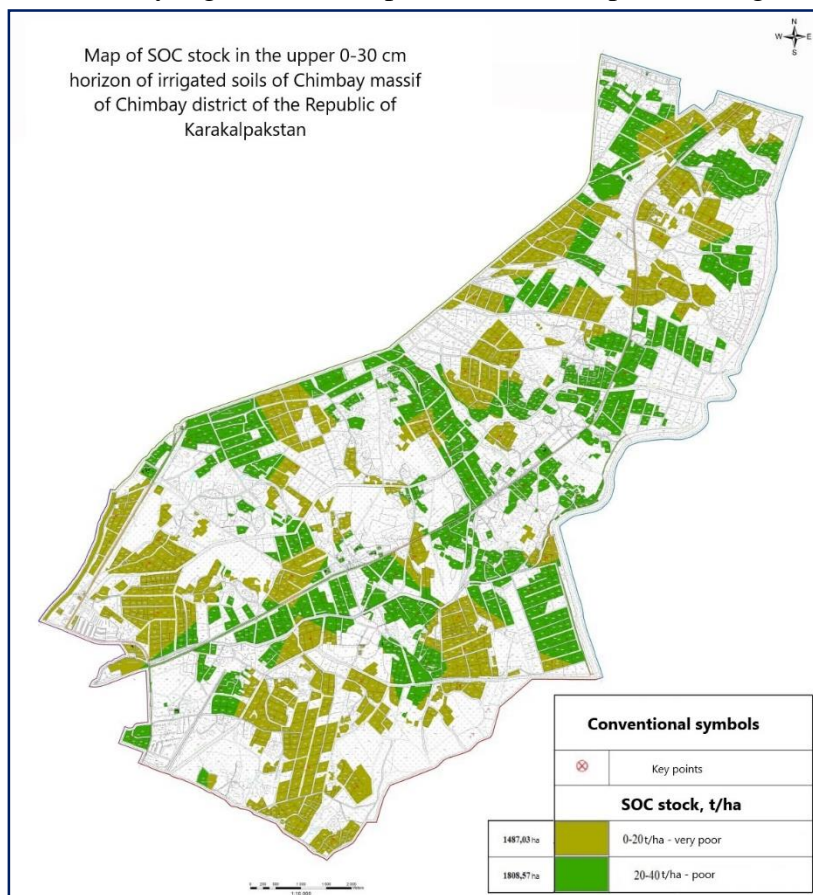 N
W E
S
Map of SOC stock in the upper 0-30 cm
horizon of irrigated soils of Chimbay massif
of Chimbay district of the Republic of
Karakalpakstan
Conventional symbols
Key points
SOC stock, t/ha
1487,03 ha 0-20 t/ha - very poor
1808,57 ha 20-40 t/ha - poor